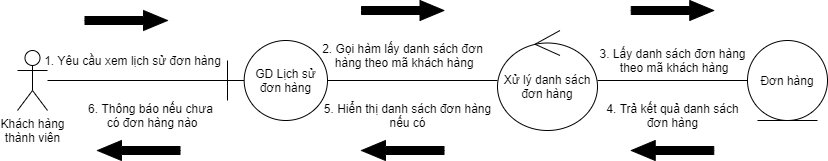 1. Yêu cầu xem lịch sử đơn hàng
2. Gọi hàm lấy danh sách đơn
hàng theo mã khách hàng
3. Lấy danh sách đơn hàng
theo mã khách hàng
GD Lịch sử
đơn hàng
Xử lý danh sách
đơn hàng
Đơn hàng
6. Thông báo nếu chưa
có đơn hàng nào
5. Hiển thị danh sách đơn hàng
nếu có
4. Trả kết quả danh sách
đơn hàng
Khách hàng
thành viên